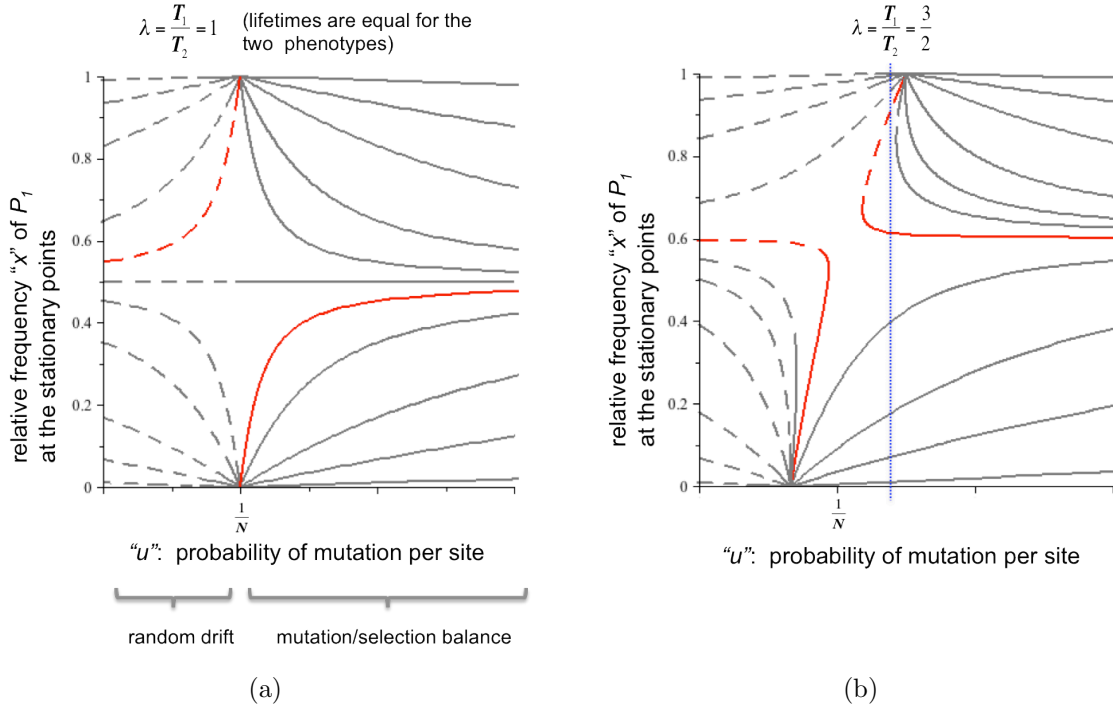 λ = T₁/T₂ = 1 (lifetimes are equal for the
two phenotypes)
1
0.8
0.6
0.4
0.2
0
relative frequency “x” of P₁
at the stationary points
1/N
“u”: probability of mutation per site
random drift mutation/selection balance
(a)
λ = T₁/T₂ = 3/2
1
0.8
0.6
0.4
0.2
0
relative frequency “x” of P₁
at the stationary points
1/N
“u”: probability of mutation per site
(b)